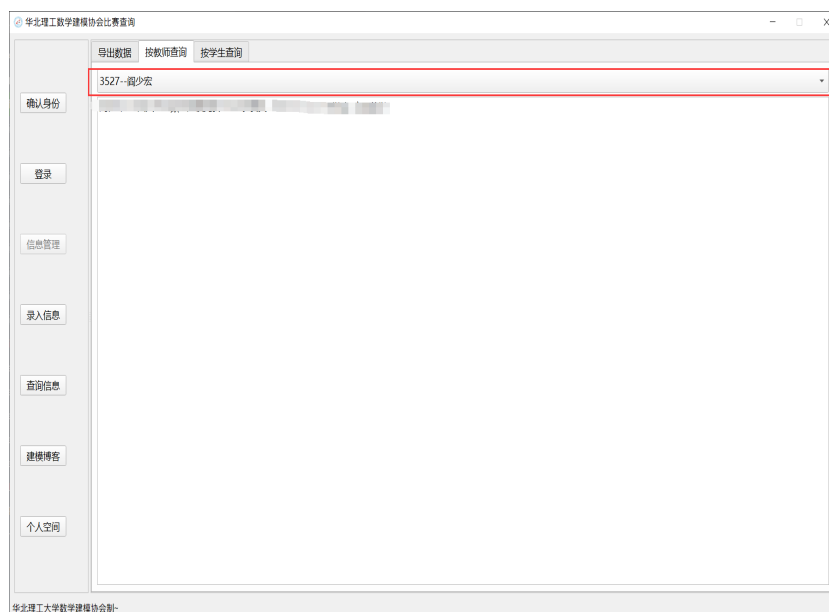 华北理工数学建模协会比赛查询
导出数据 按教师查询 按学生查询
3527--阎少宏
确认身份
登录
信息管理
录入信息
查询信息
建模博客
个人空间
华北理工大学数学建模协会制~